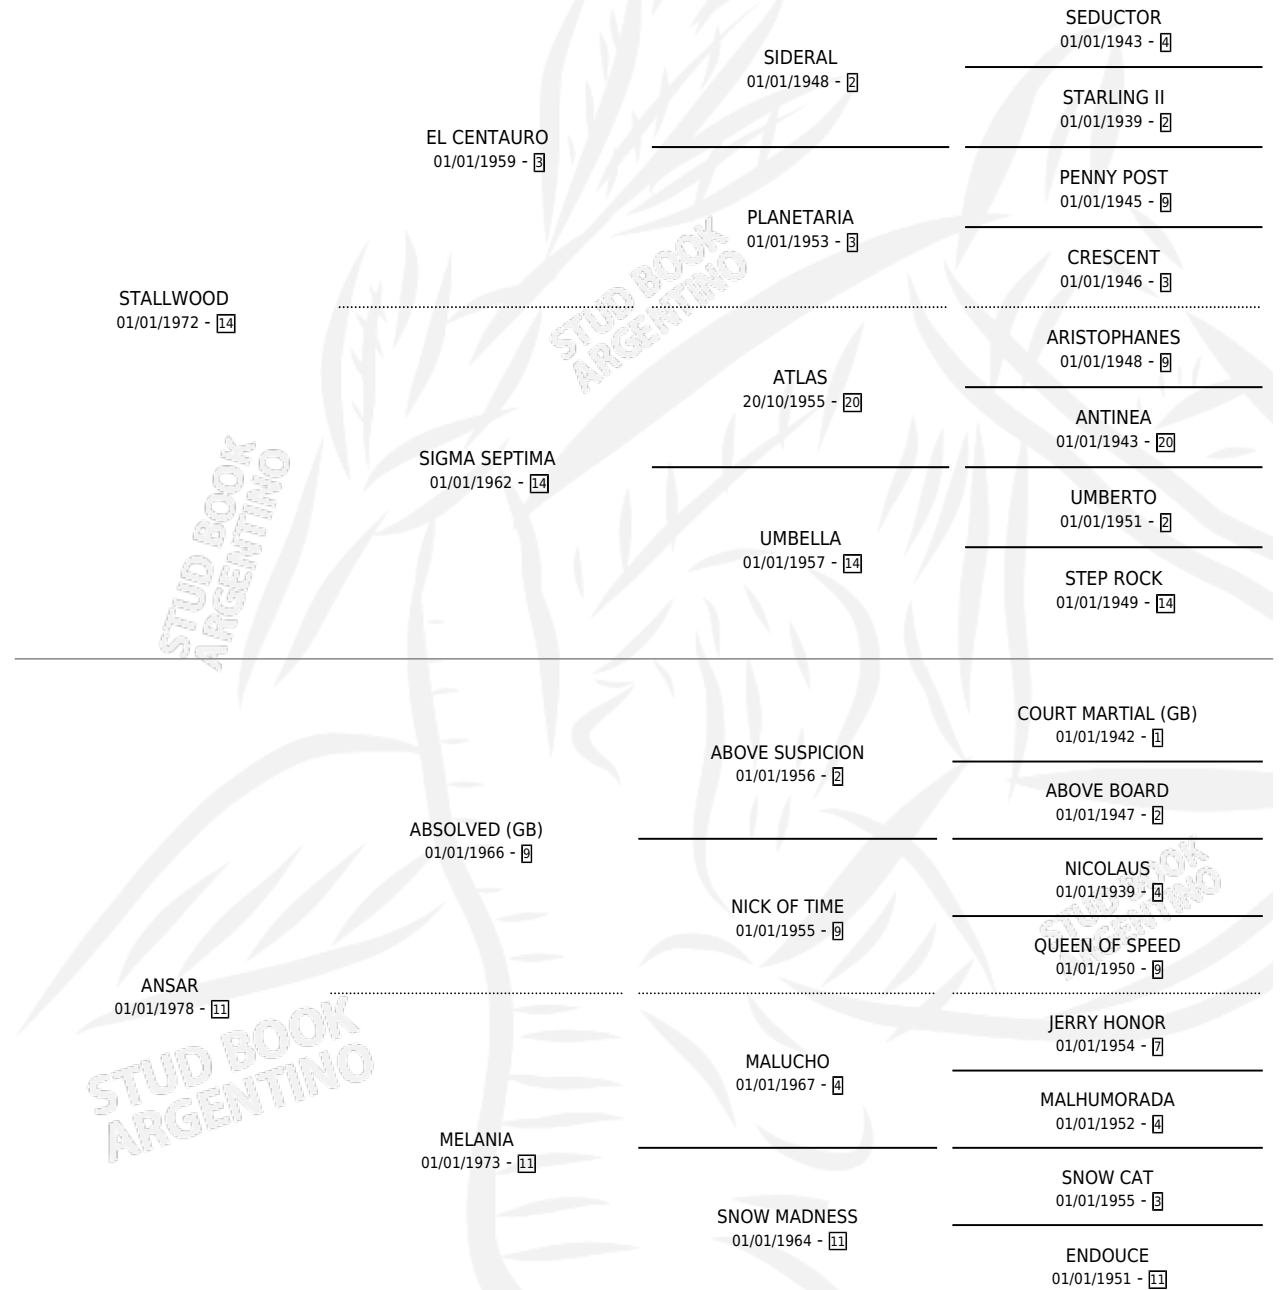 SEDUCTOR
01/01/1943 - 4
SIDERAL
01/01/1948 - 2
STARLING II
01/01/1939 - 2
EL CENTAURO
01/01/1959 - 3
PENNY POST
01/01/1945 - 9
PLANETARIA
01/01/1953 - 3
CRESCENT
01/01/1946 - 3
STALLWOOD
01/01/1972 - 14
ARISTOPHANES
01/01/1948 - 9
ATLAS
20/10/1955 - 20
ANTINEA
01/01/1943 - 20
SIGMA SEPTIMA
01/01/1962 - 14
UMBERTO
01/01/1951 - 2
UMBELLA
01/01/1957 - 14
STEP ROCK
01/01/1949 - 14
STUD BOOK
ARGENTINO
STUD BOOK
ARGENTINO
COURT MARTIAL (GB)
01/01/1942 - 1
ABOVE SUSPICION
01/01/1956 - 2
ABOVE BOARD
01/01/1947 - 2
ABSOLVED (GB)
01/01/1966 - 9
NICOLAUS
01/01/1939 - 4
NICK OF TIME
01/01/1955 - 9
QUEEN OF SPEED
01/01/1950 - 9
STUD BOOK
ARGENTINO
ANSAR
01/01/1978 - 11
JERRY HONOR
01/01/1954 - 7
MALUCHO
01/01/1967 - 4
MALHUMORADA
01/01/1952 - 4
STUD BOOK
ARGENTINO
MELANIA
01/01/1973 - 11
SNOW CAT
01/01/1955 - 3
SNOW MADNESS
01/01/1964 - 11
ENDOUCE
01/01/1951 - 11